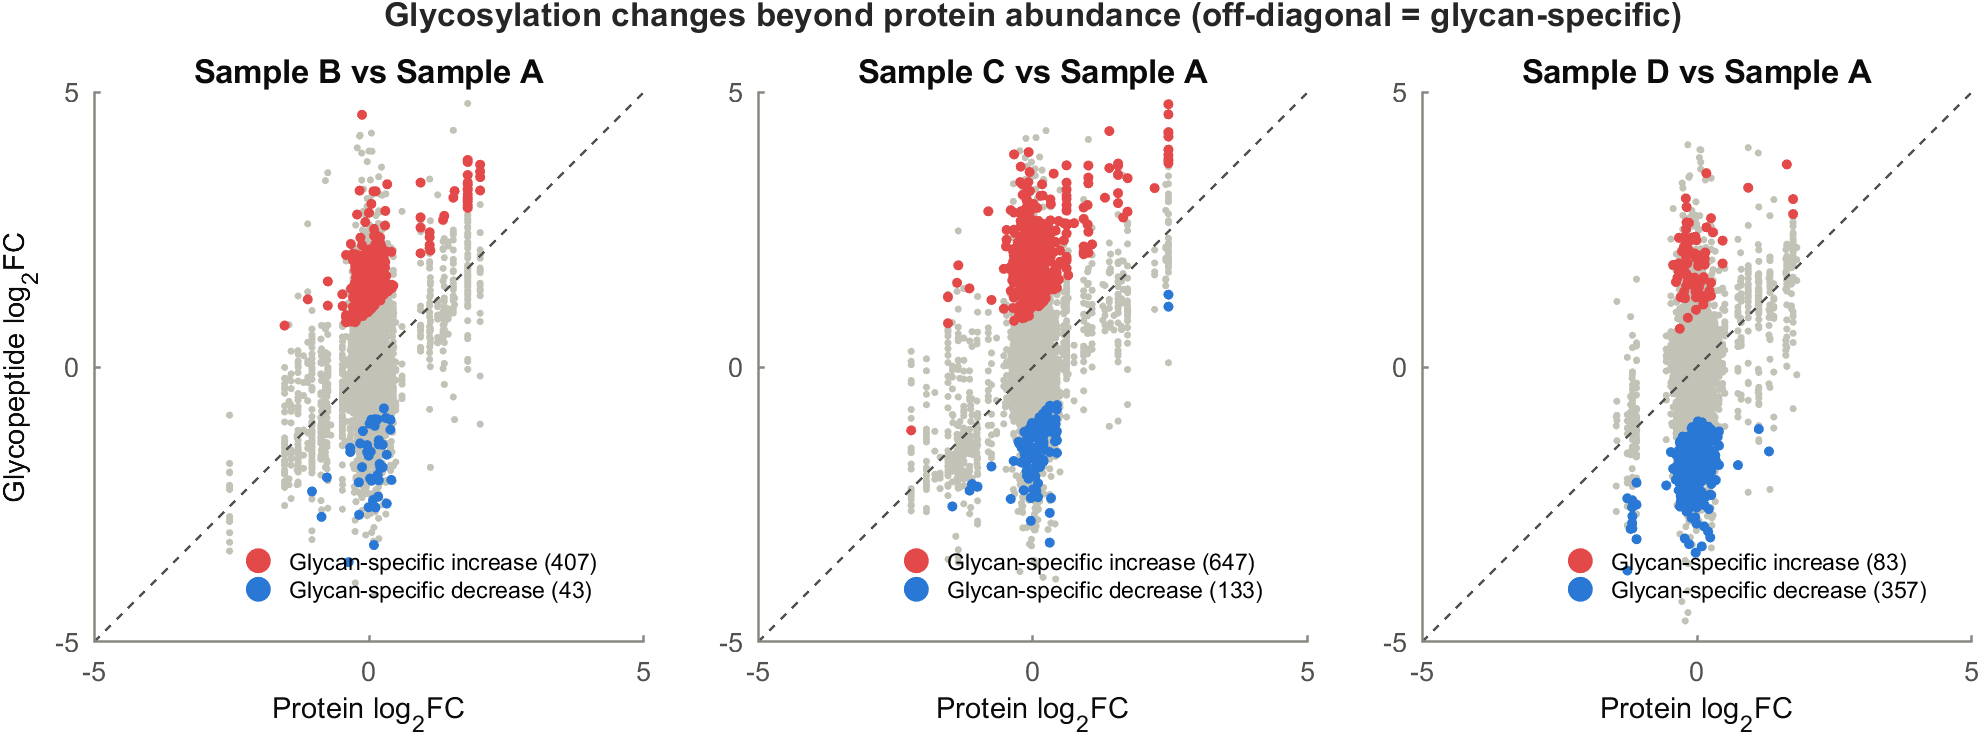 Glycosylation changes beyond protein abundance (off-diagonal = glycan-specific)
Sample B vs Sample A
5
0
-5
-5
0
5
Glycopeptide log2FC
Protein log2FC
Glycan-specific increase (407)
Glycan-specific decrease (43)
Sample C vs Sample A
5
0
-5
-5
0
5
Protein log2FC
Glycan-specific increase (647)
Glycan-specific decrease (133)
Sample D vs Sample A
5
0
-5
-5
0
5
Protein log2FC
Glycan-specific increase (83)
Glycan-specific decrease (357)